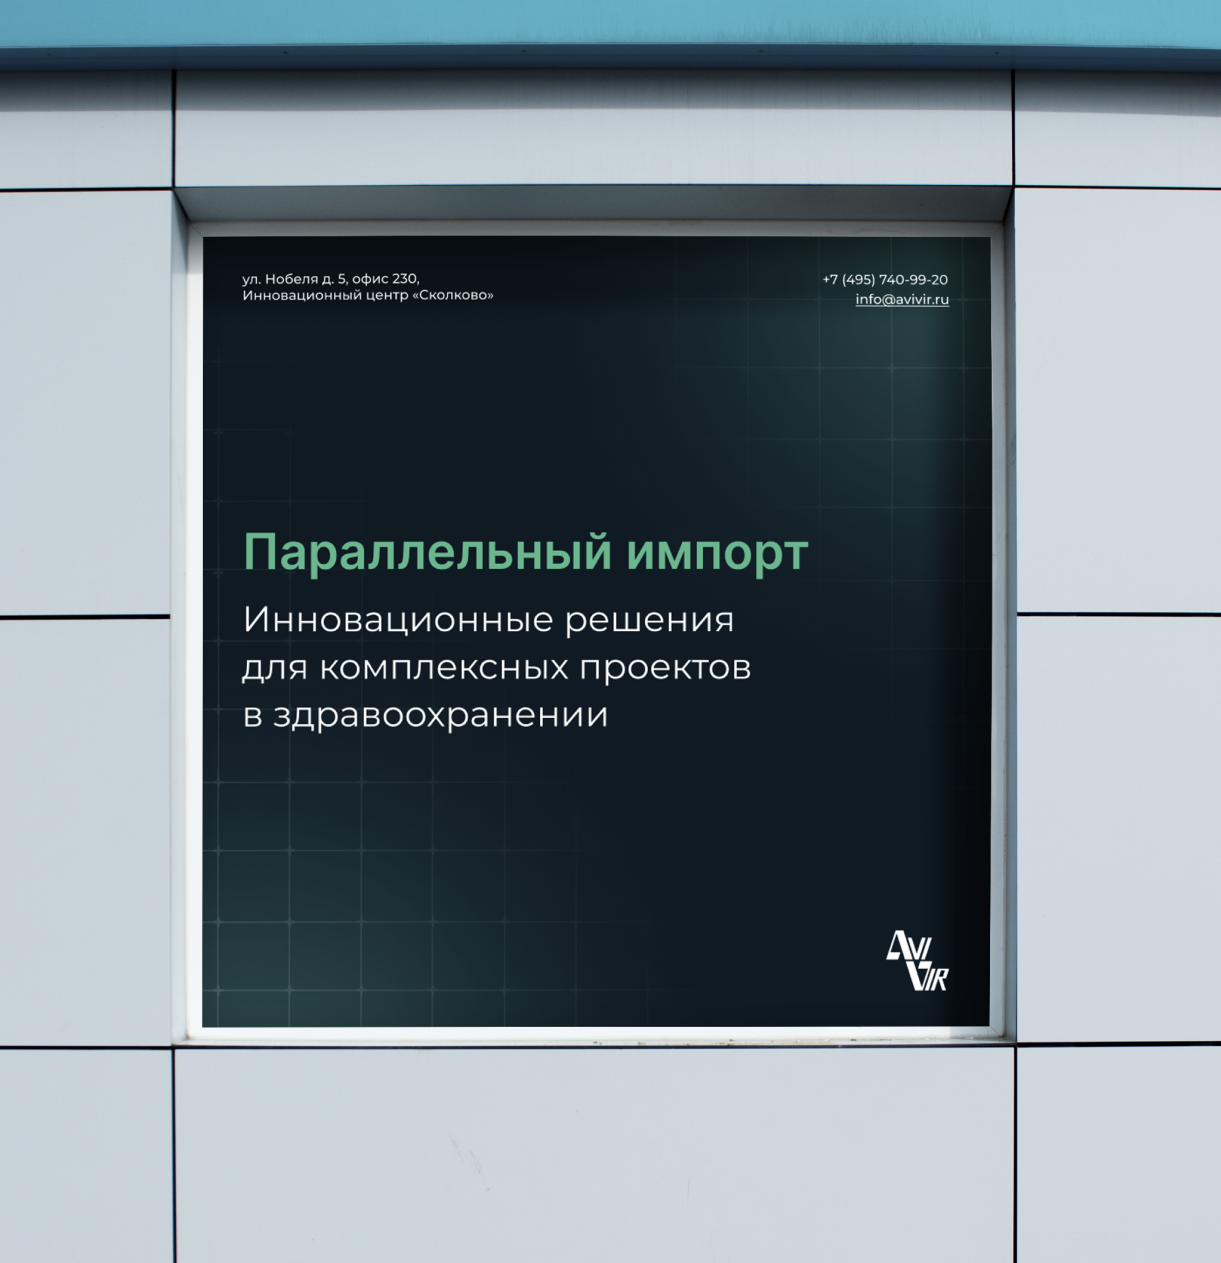 ул. Нобеля д. 5, офис 230,
Инновационный центр «Сколково»
+7 (495) 740-99-20
info@avivir.ru
Параллельный импорт
Инновационные решения
для комплексных проектов
в здравоохранении
AVI
VIR